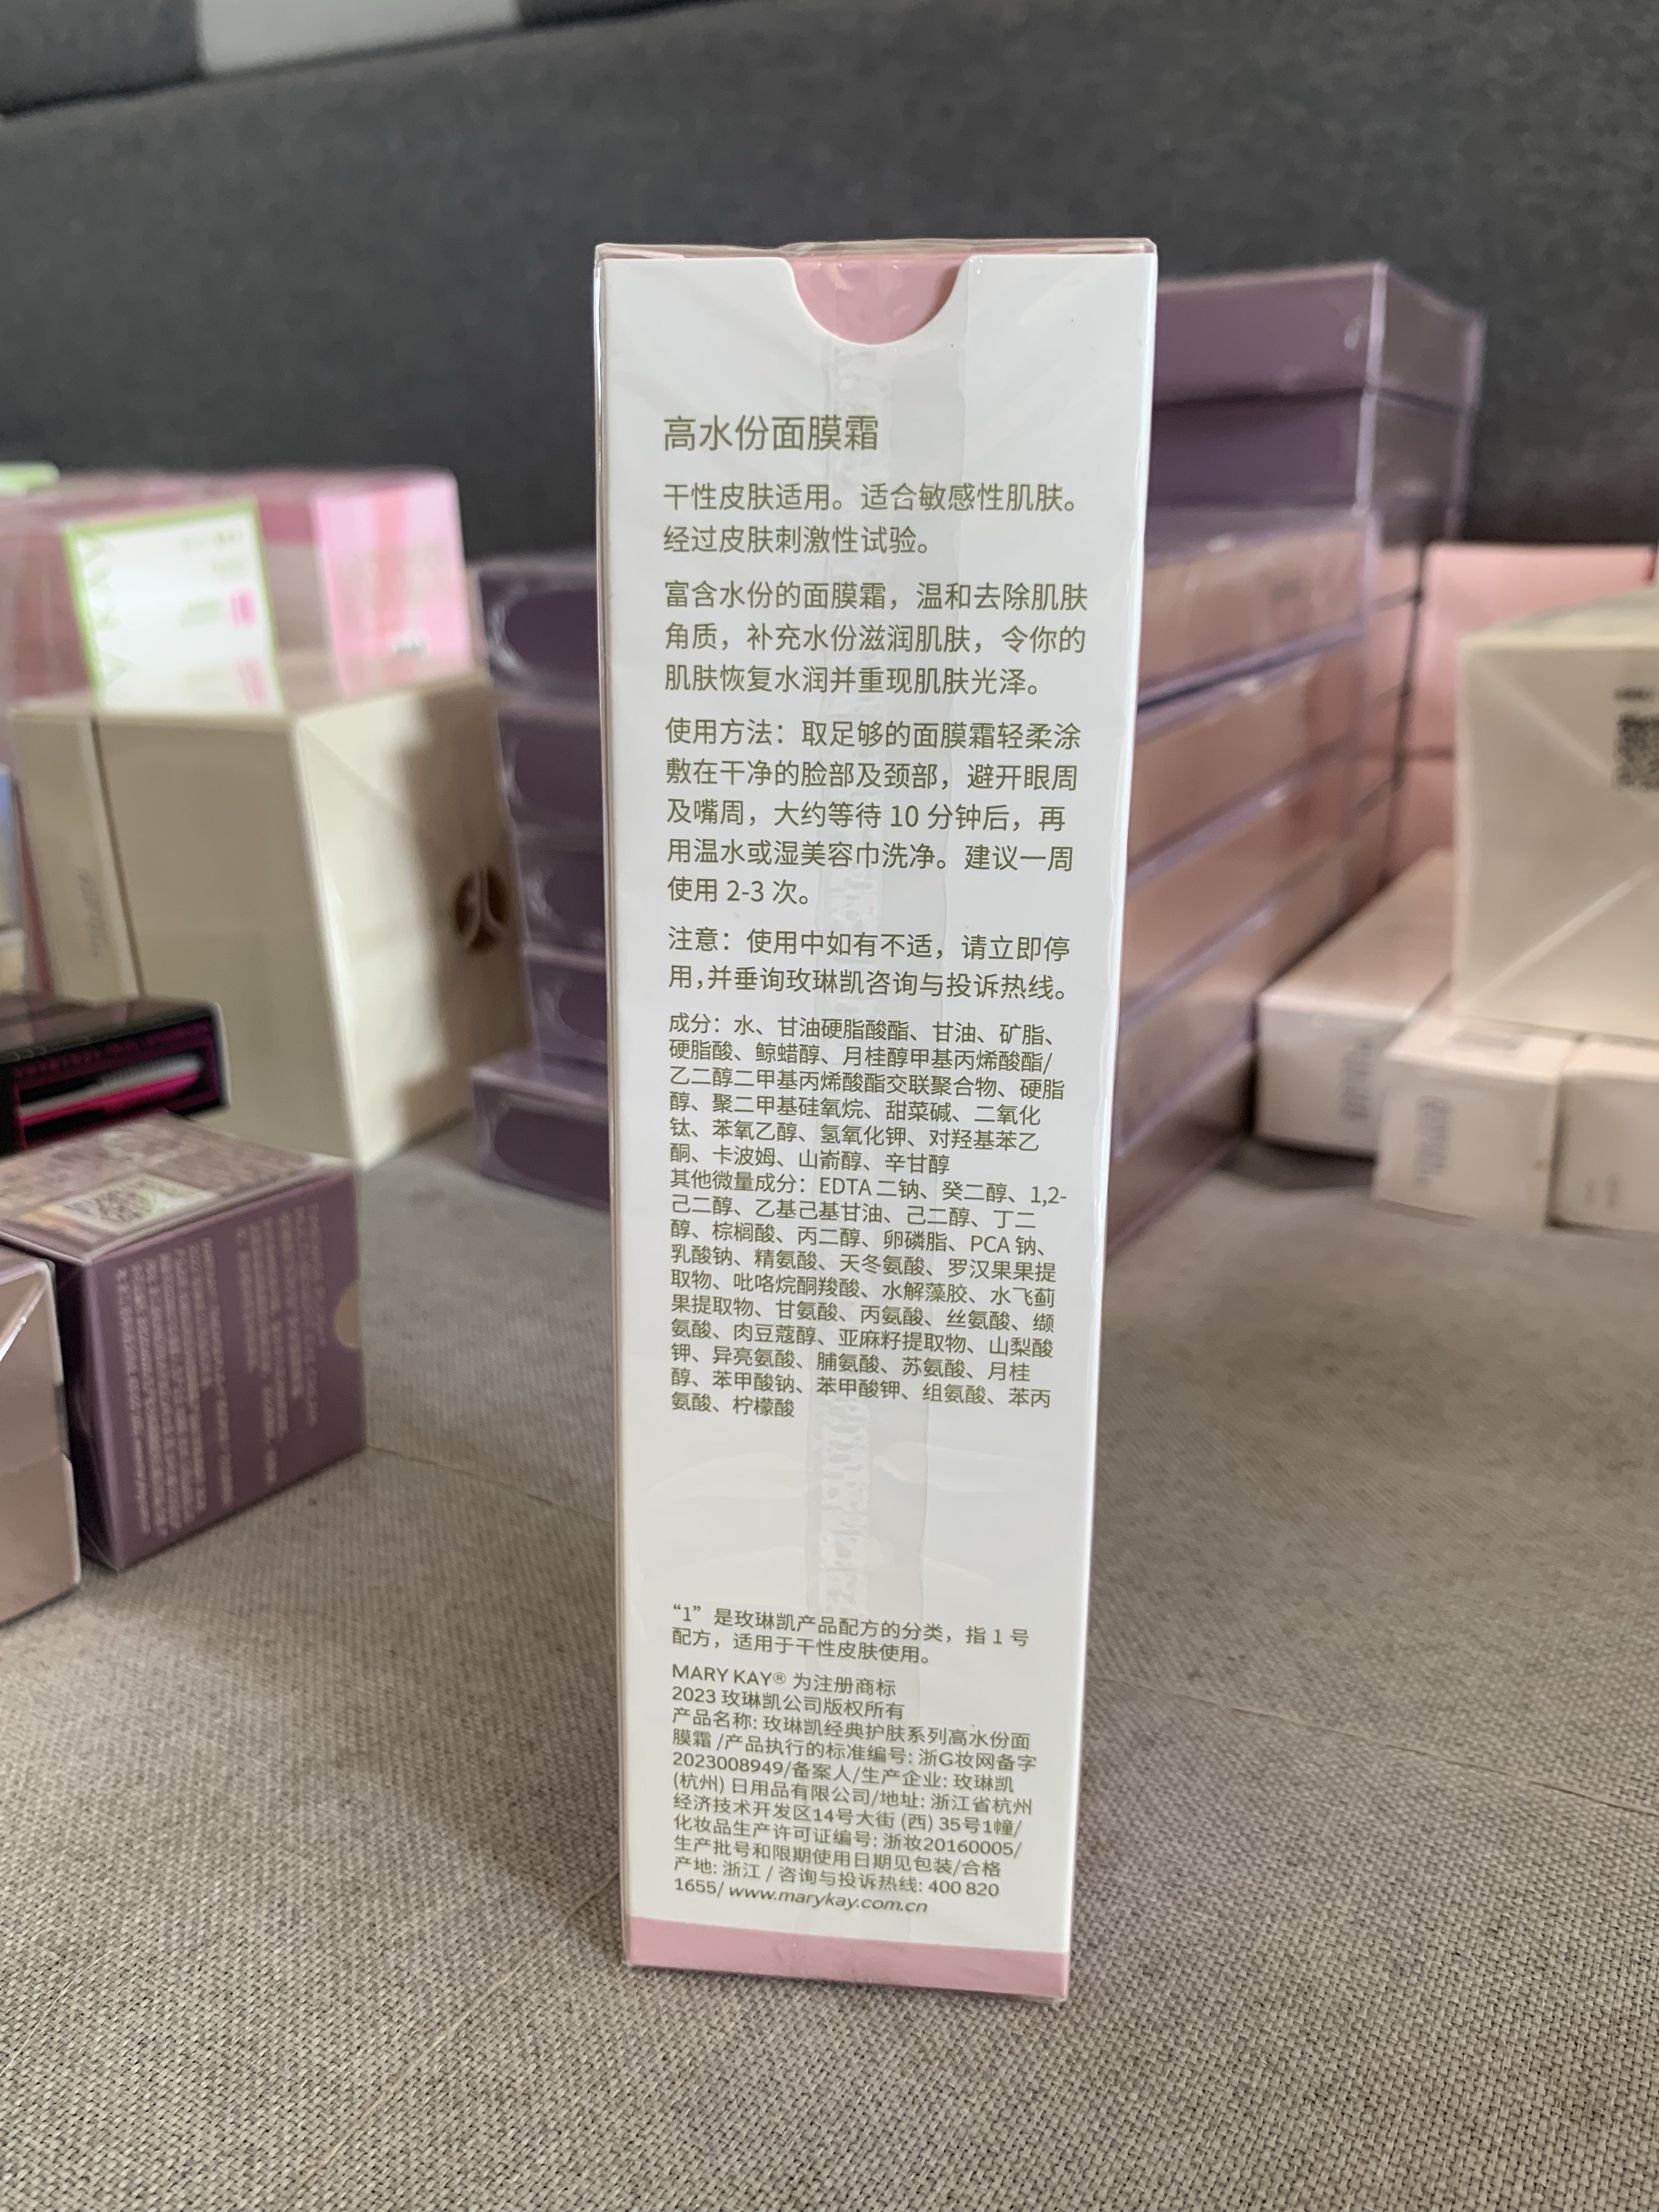 高水份面膜霜
干性皮肤适用。适合敏感性肌肤。
经过皮肤刺激性试验。
富含水份的面膜霜，温和去除肌肤
角质，补充水份滋润肌肤，令你的
肌肤恢复水润并重现肌肤光泽。
使用方法：取足够的面膜霜轻柔涂
敷在干净的脸部及颈部，避开眼周
及嘴周，大约等待 10 分钟后，再
用温水或湿美容巾洗净。建议一周
使用 2-3 次。
注意：使用中如有不适，请立即停
用，并垂询玫琳凯咨询与投诉热线。
成分：水、甘油硬脂酸酯、甘油、矿脂、
硬脂酸、鲸蜡醇、月桂醇甲基丙烯酸酯/
乙二醇二甲基丙烯酸酯交联聚合物、硬脂
醇、聚二甲基硅氧烷、甜菜碱、二氧化
钛、苯氧乙醇、氢氧化钾、对羟基苯乙
酮、卡波姆、山嵛醇、辛甘醇
其他微量成分：EDTA 二钠、癸二醇、1,2-
己二醇、乙基己基甘油、己二醇、丁二
醇、棕榈酸、丙二醇、卵磷脂、PCA 钠、
乳酸钠、精氨酸、天冬氨酸、罗汉果果提
取物、吡咯烷酮羧酸、水解藻胶、水飞蓟
果提取物、甘氨酸、丙氨酸、丝氨酸、缬
氨酸、肉豆蔻醇、亚麻籽提取物、山梨酸
钾、异亮氨酸、脯氨酸、苏氨酸、月桂
醇、苯甲酸钠、苯甲酸钾、组氨酸、苯丙
氨酸、柠檬酸
“1”是玫琳凯产品配方的分类，指 1 号
配方，适用于干性皮肤使用。
MARY KAY® 为注册商标
2023 玫琳凯公司版权所有
产品名称: 玫琳凯经典护肤系列高水份面
膜霜 /产品执行的标准编号: 浙G妆网备字
2023008949/备案人/生产企业: 玫琳凯
(杭州) 日用品有限公司/地址: 浙江省杭州
经济技术开发区14号大街 (西) 35号1幢/
化妆品生产许可证编号: 浙妆20160005/
生产批号和限期使用日期见包装/合格
产地: 浙江 / 咨询与投诉热线: 400 820
1655/ www.marykay.com.cn